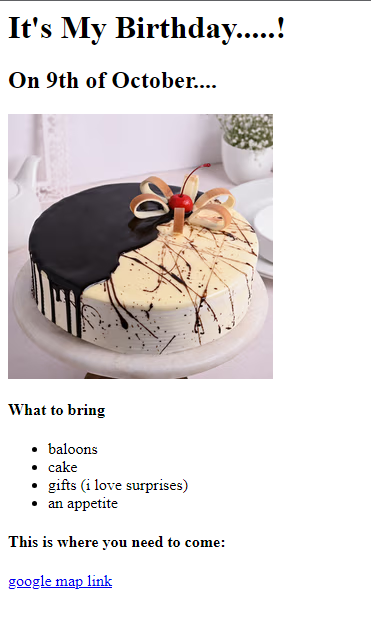 It's My Birthday.....!
On 9th of October....
What to bring
baloons
cake
gifts (i love surprises)
an appetite
This is where you need to come:
google map link